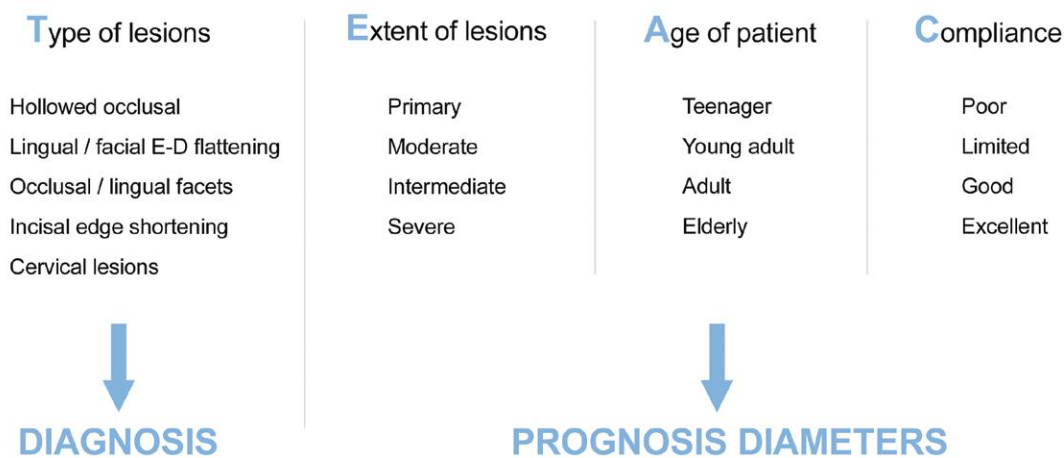 Type of lesions
Hollowed occlusal
Lingual / facial E-D flattening
Occlusal / lingual facets
Incisal edge shortening
Cervical lesions
DIAGNOSIS
Extent of lesions
Primary
Moderate
Intermediate
Severe
Age of patient
Teenager
Young adult
Adult
Elderly
Compliance
Poor
Limited
Good
Excellent
PROGNOSIS DIAMETERS